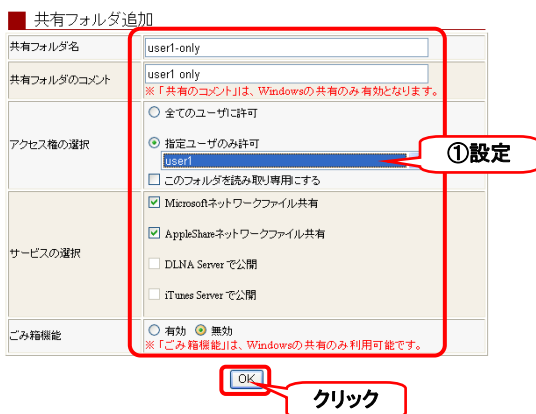 共有フォルダ追加
共有フォルダ名
user1-only
共有フォルダのコメント
user1 only
※「共有のコメント」は、Windowsの共有のみ有効となります。
アクセス権の選択
全てのユーザに許可
指定ユーザのみ許可
user1
このフォルダを読み取り専用にする
①設定
サービスの選択
Microsoftネットワークファイル共有
AppleShareネットワークファイル共有
DLNA Server で公開
iTunes Server で公開
ごみ箱機能
有効 無効
※「ごみ箱機能」は、Windowsの共有のみ利用可能です。
OK
クリック